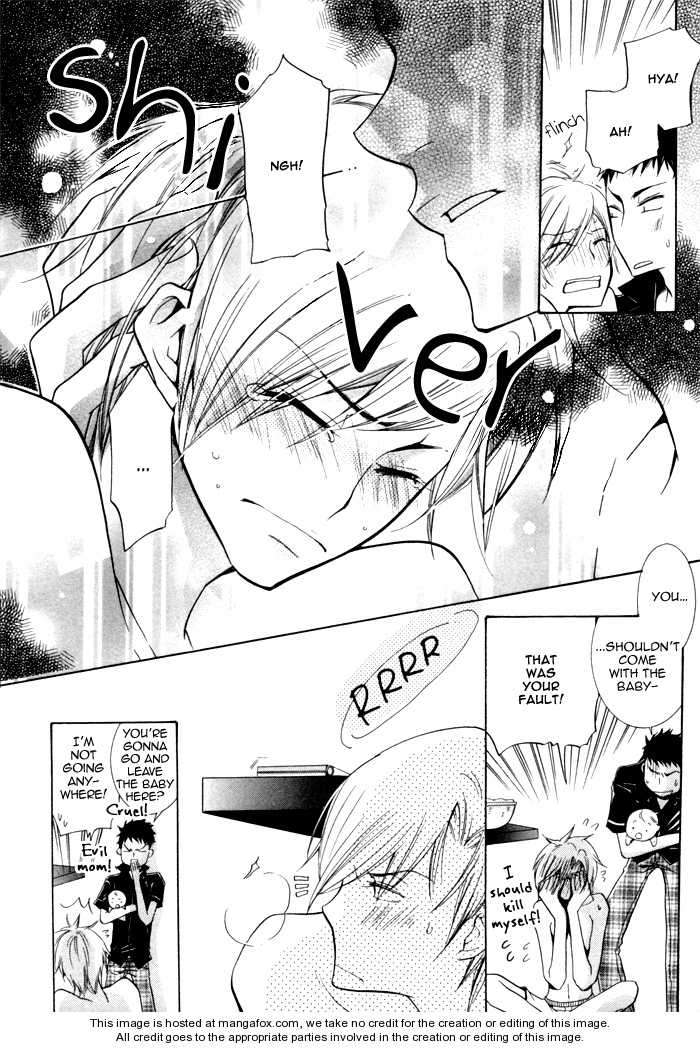 HYA!
AH!
flinch
Shi
NGH!
ver
...
...
YOU...
...SHOULDN'T
COME
WITH THE
BABY-
THAT
WAS
YOUR
FAULT!
I
should
kill
myself!
RRRR
YOU'RE
GONNA
GO AND
LEAVE
THE BABY
HERE?
Cruel!
Evil
mom!
I'M
NOT
GOING
ANY-
WHERE!
This image is hosted at mangafox.com, we take no credit for the creation or editing of this image.
All credit goes to the appropriate parties involved in the creation or editing of this image.